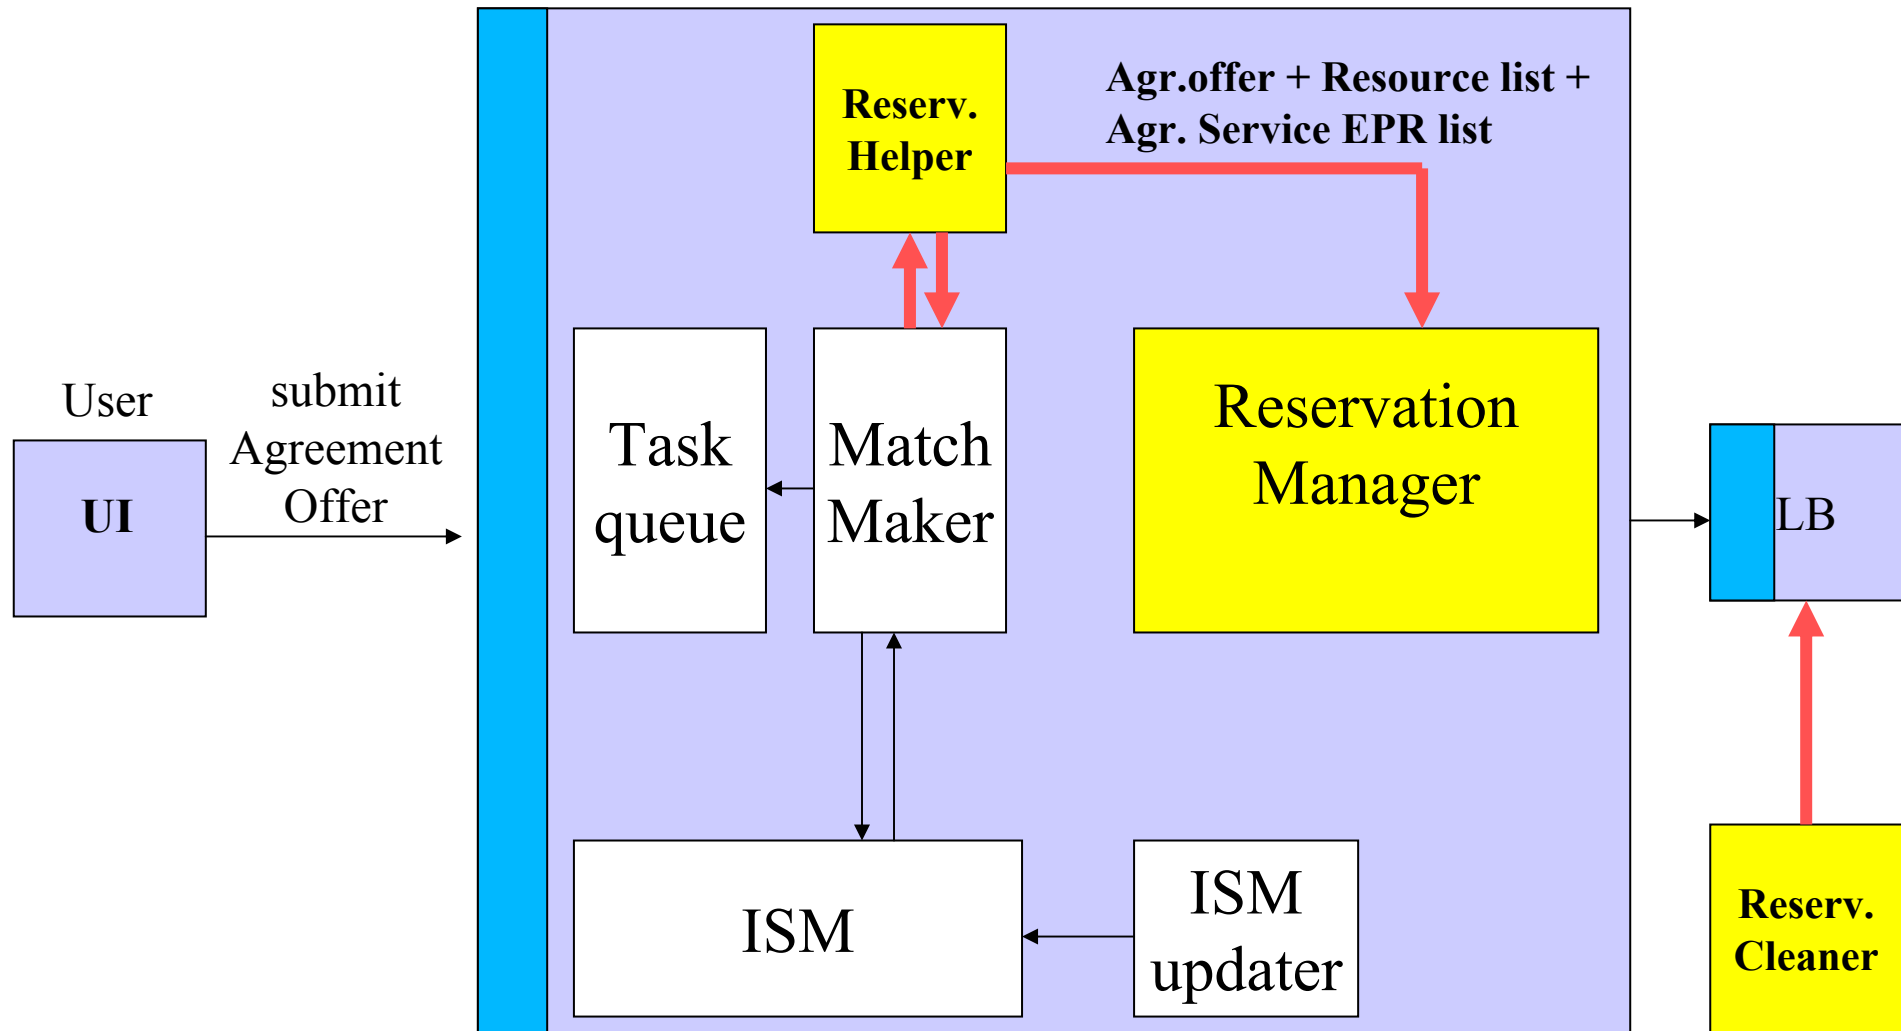 Reserv.
Helper
Agr.offer + Resource list +
Agr. Service EPR list
User
submit
Agreement
Offer
UI
Task
queue
Match
Maker
Reservation
Manager
LB
ISM
ISM
updater
Reserv.
Cleaner